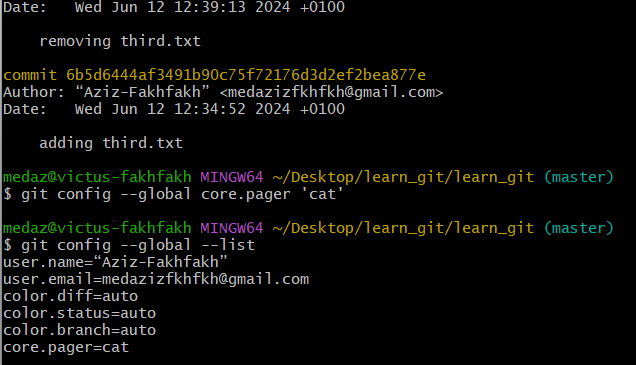 Date:   Wed Jun 12 12:39:13 2024 +0100
    removing third.txt
commit 6b5d6444af3491b90c75f72176d3d2ef2bea877e
Author: “Aziz-Fakhfakh” <medazizfkhfkh@gmail.com>
Date:   Wed Jun 12 12:34:52 2024 +0100
    adding third.txt
medaz@victus-fakhfakh MINGW64 ~/Desktop/learn_git/learn_git (master)
$ git config --global core.pager 'cat'
medaz@victus-fakhfakh MINGW64 ~/Desktop/learn_git/learn_git (master)
$ git config --global --list
user.name=“Aziz-Fakhfakh”
user.email=medazizfkhfkh@gmail.com
color.diff=auto
color.status=auto
color.branch=auto
core.pager=cat